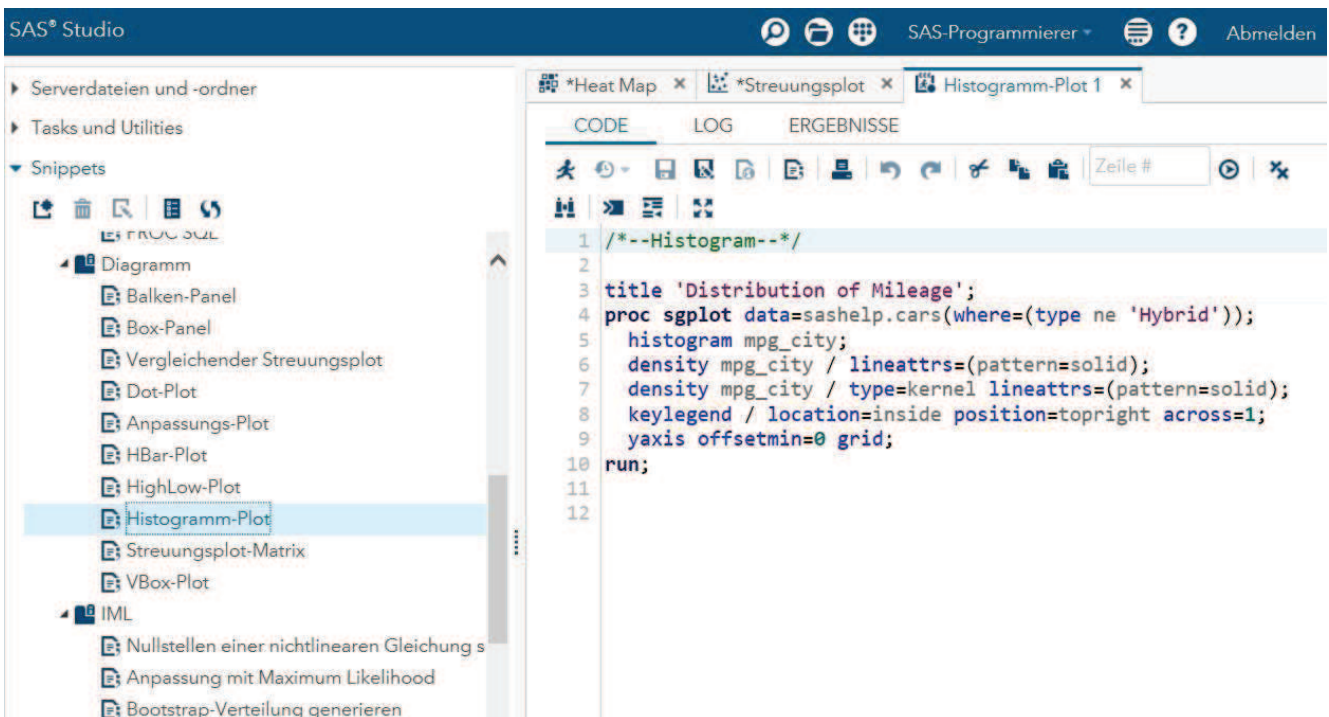 SAS® Studio
SAS-Programmierer
Abmelden
Serverdateien und -ordner
Tasks und Utilities
Snippets
PROC SQL
Diagramm
Balken-Panel
Box-Panel
Vergleichender Streuungsplot
Dot-Plot
Anpassungs-Plot
HBar-Plot
HighLow-Plot
Histogramm-Plot
Streuungsplot-Matrix
VBox-Plot
IML
Nullstellen einer nichtlinearen Gleichung s
Anpassung mit Maximum Likelihood
Bootstrap-Verteilung generieren
*Heat Map
*Streuungsplot
Histogramm-Plot 1
CODE LOG ERGEBNISSE
Zeile #
1 /*--Histogram--*/
2
3 title 'Distribution of Mileage';
4 proc sgplot data=sashelp.cars(where=(type ne 'Hybrid'));
5 histogram mpg_city;
6 density mpg_city / lineattrs=(pattern=solid);
7 density mpg_city / type=kernel lineattrs=(pattern=solid);
8 keylegend / location=inside position=topright across=1;
9 yaxis offsetmin=0 grid;
10 run;
11
12